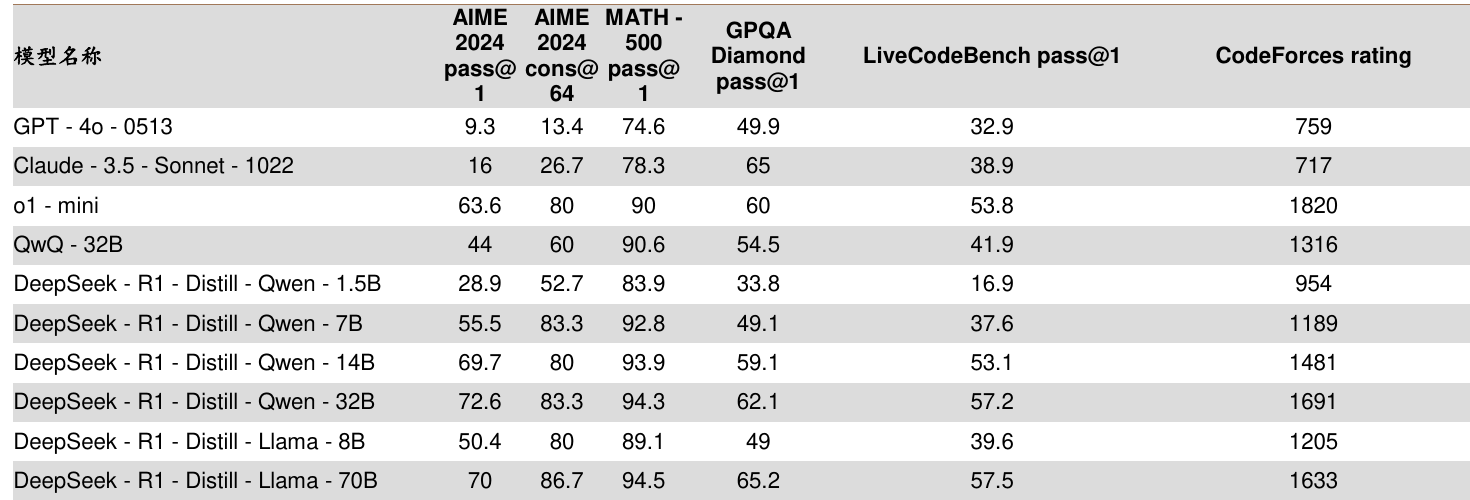 模型名称 AIME 2024 pass@1 AIME 2024 cons@64 MATH - 500 pass@1 GPQA Diamond pass@1 LiveCodeBench pass@1 CodeForces rating
GPT - 4o - 0513 9.3 13.4 74.6 49.9 32.9 759
Claude - 3.5 - Sonnet - 1022 16 26.7 78.3 65 38.9 717
o1 - mini 63.6 80 90 60 53.8 1820
QwQ - 32B 44 60 90.6 54.5 41.9 1316
DeepSeek - R1 - Distill - Qwen - 1.5B 28.9 52.7 83.9 33.8 16.9 954
DeepSeek - R1 - Distill - Qwen - 7B 55.5 83.3 92.8 49.1 37.6 1189
DeepSeek - R1 - Distill - Qwen - 14B 69.7 80 93.9 59.1 53.1 1481
DeepSeek - R1 - Distill - Qwen - 32B 72.6 83.3 94.3 62.1 57.2 1691
DeepSeek - R1 - Distill - Llama - 8B 50.4 80 89.1 49 39.6 1205
DeepSeek - R1 - Distill - Llama - 70B 70 86.7 94.5 65.2 57.5 1633